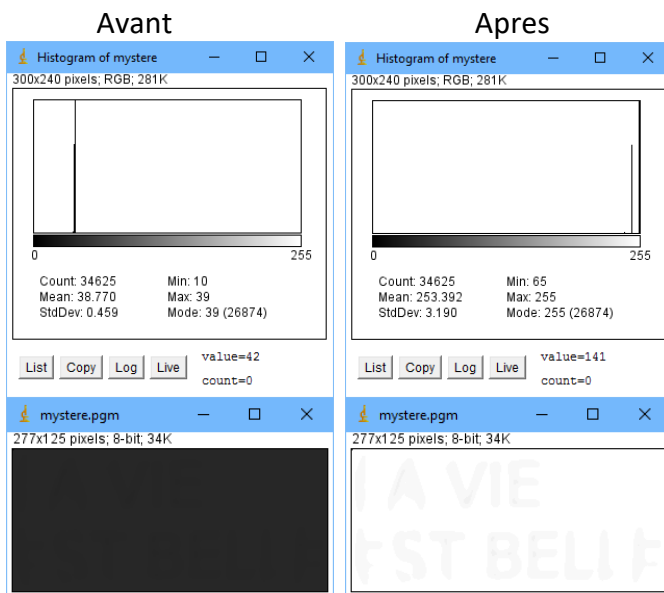 Avant
Apres
Histogram of mystere
300x240 pixels; RGB; 281K
0
255
Count: 34625
Min: 10
Mean: 38.770
Max: 39
StdDev: 0.459
Mode: 39 (26874)
List
Copy
Log
Live
value=42
count=0
mystere.pgm
277x125 pixels; 8-bit; 34K
A VIE
ST BELL
Histogram of mystere
300x240 pixels; RGB; 281K
0
255
Count: 34625
Min: 65
Mean: 253.392
Max: 255
StdDev: 3.190
Mode: 255 (26874)
List
Copy
Log
Live
value=141
count=0
mystere.pgm
277x125 pixels; 8-bit; 34K
A VIE
ST BELL